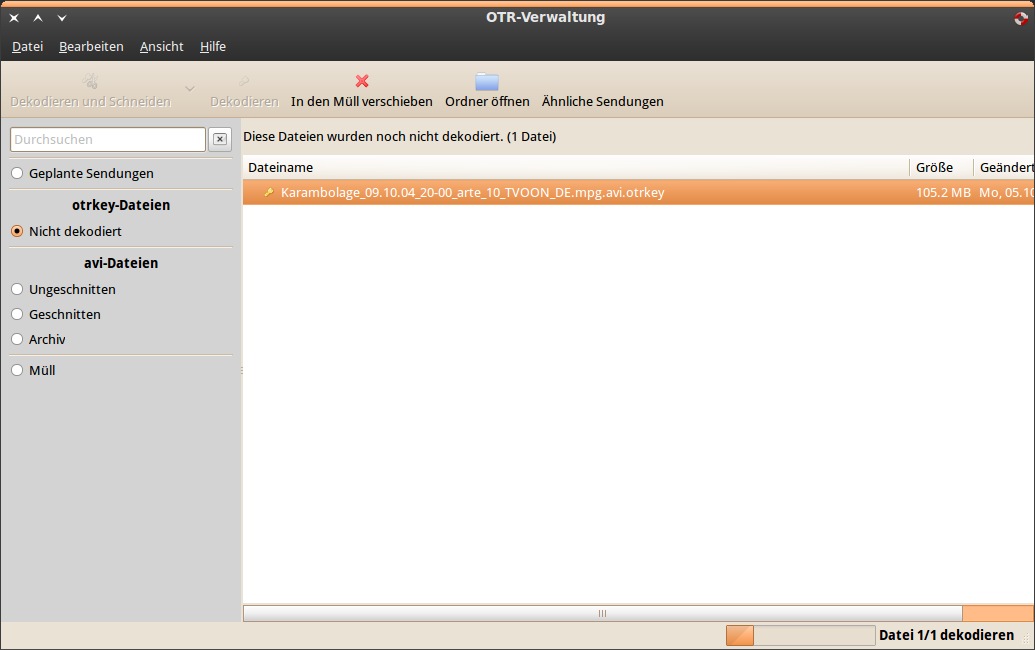 OTR-Verwaltung
Datei Bearbeiten Ansicht Hilfe
Dekodieren und Schneiden Dekodieren In den Müll verschieben Ordner öffnen Ähnliche Sendungen
Durchsuchen
Geplante Sendungen
otrkey-Dateien
Nicht dekodiert
avi-Dateien
Ungeschnitten
Geschnitten
Archiv
Müll
Diese Dateien wurden noch nicht dekodiert. (1 Datei)
Dateiname Größe Geändert
Karambolage_09.10.04_20-00_arte_10_TVOON_DE.mpg.avi.otrkey 105.2 MB Mo, 05.10
Datei 1/1 dekodieren